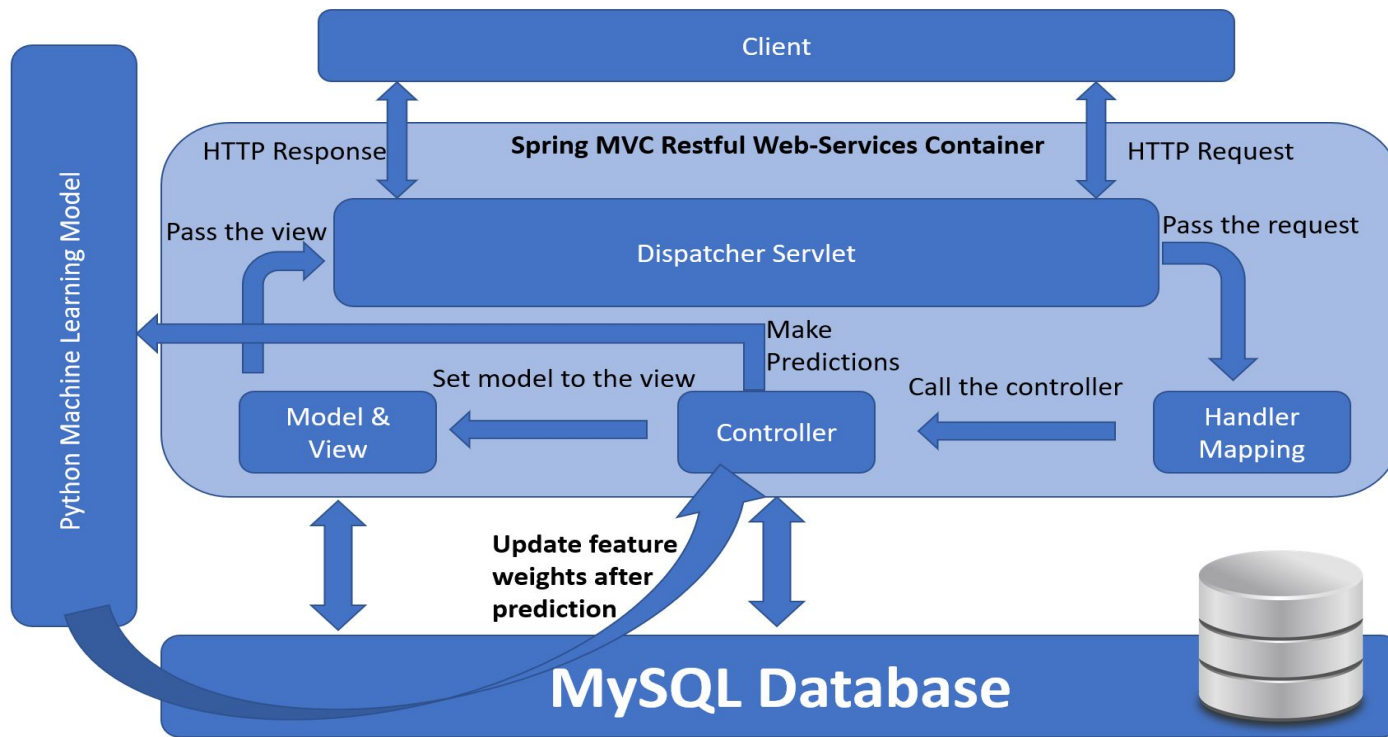 Client
Spring MVC Restful Web-Services Container
HTTP Response
HTTP Request
Python Machine Learning Model
Pass the view
Dispatcher Servlet
Pass the request
Make
Predictions
Set model to the view
Call the controller
Model &
View
Controller
Handler
Mapping
Update feature
weights after
prediction
MySQL Database